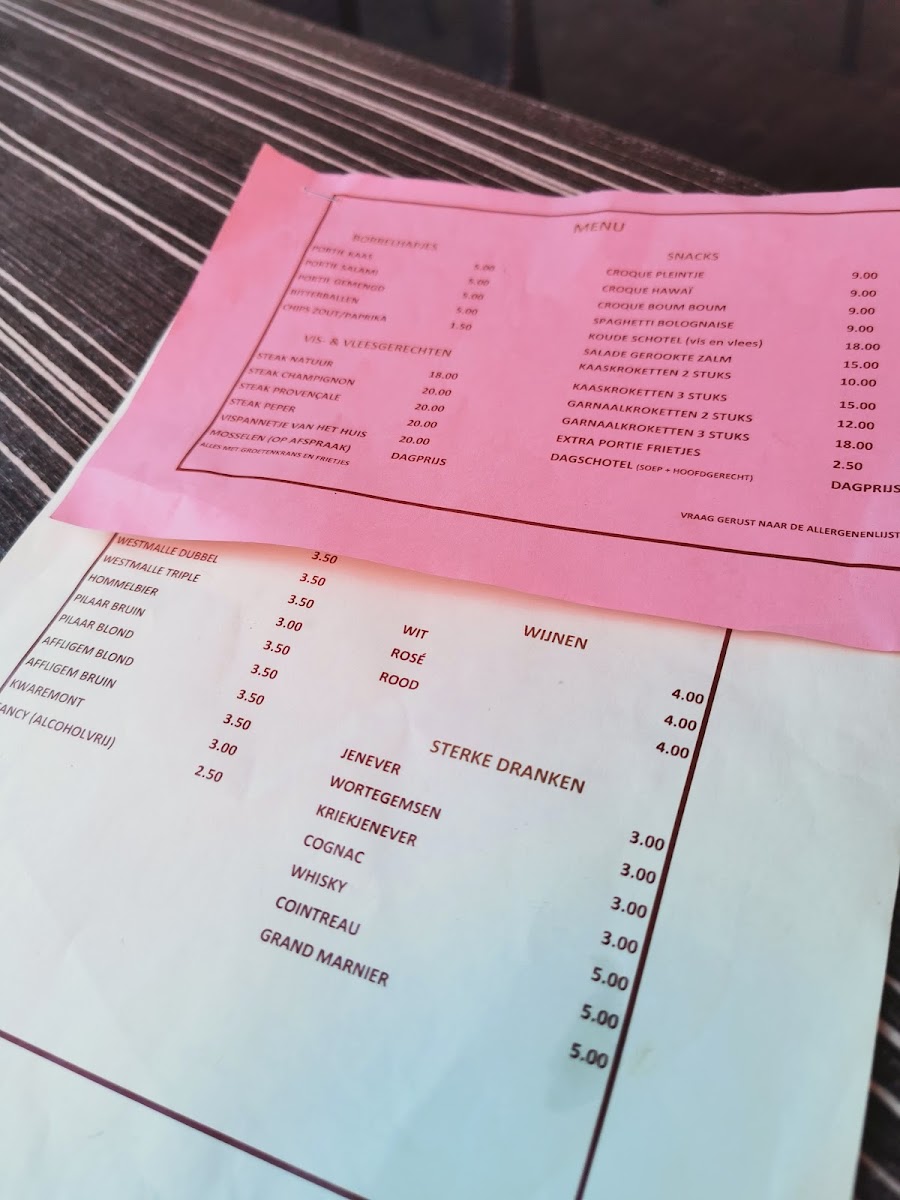 MENU
BORRELHAPJES
PORTIE KAAS 5.00
PORTIE SALAMI 5.00
PORTIE GEMENGD 5.00
BITTERBALLEN 5.00
CHIPS ZOUT/PAPRIKA 1.50
VIS- & VLEESGERECHTEN
STEAK NATUUR 18.00
STEAK CHAMPIGNON 20.00
STEAK PROVENÇALE 20.00
STEAK PEPER 20.00
VISPANNETJE VAN HET HUIS 20.00
MOSSELEN (OP AFSPRAAK) DAGPRIJS
ALLES MET GROETENKRANS EN FRIETJES
SNACKS
CROQUE PLEINTJE 9.00
CROQUE HAWAÏ 9.00
CROQUE BOUM BOUM 9.00
SPAGHETTI BOLOGNAISE 9.00
KOUDE SCHOTEL (vis en vlees) 18.00
SALADE GEROOKTE ZALM 15.00
KAASKROKETTEN 2 STUKS 10.00
KAASKROKETTEN 3 STUKS 15.00
GARNAALKROKETTEN 2 STUKS 12.00
GARNAALKROKETTEN 3 STUKS 18.00
EXTRA PORTIE FRIETJES 2.50
DAGSCHOTEL (SOEP + HOOFDGERECHT) DAGPRIJS
VRAAG GERUST NAAR DE ALLERGENENLIJST
3.50
WESTMALLE DUBBEL 3.50
WESTMALLE TRIPLE 3.50
HOMMELBIER 3.00
PILAAR BRUIN 3.50
PILAAR BLOND 3.50
AFFLIGEM BLOND 3.50
AFFLIGEM BRUIN 3.50
KWAREMONT 3.00
ANCY (ALCOHOLVRIJ) 2.50
WIJNEN
WIT 4.00
ROSÉ 4.00
ROOD 4.00
STERKE DRANKEN
JENEVER 3.00
WORTEGEMSEN 3.00
KRIEKJENEVER 3.00
COGNAC 3.00
WHISKY 5.00
COINTREAU 5.00
GRAND MARNIER 5.00